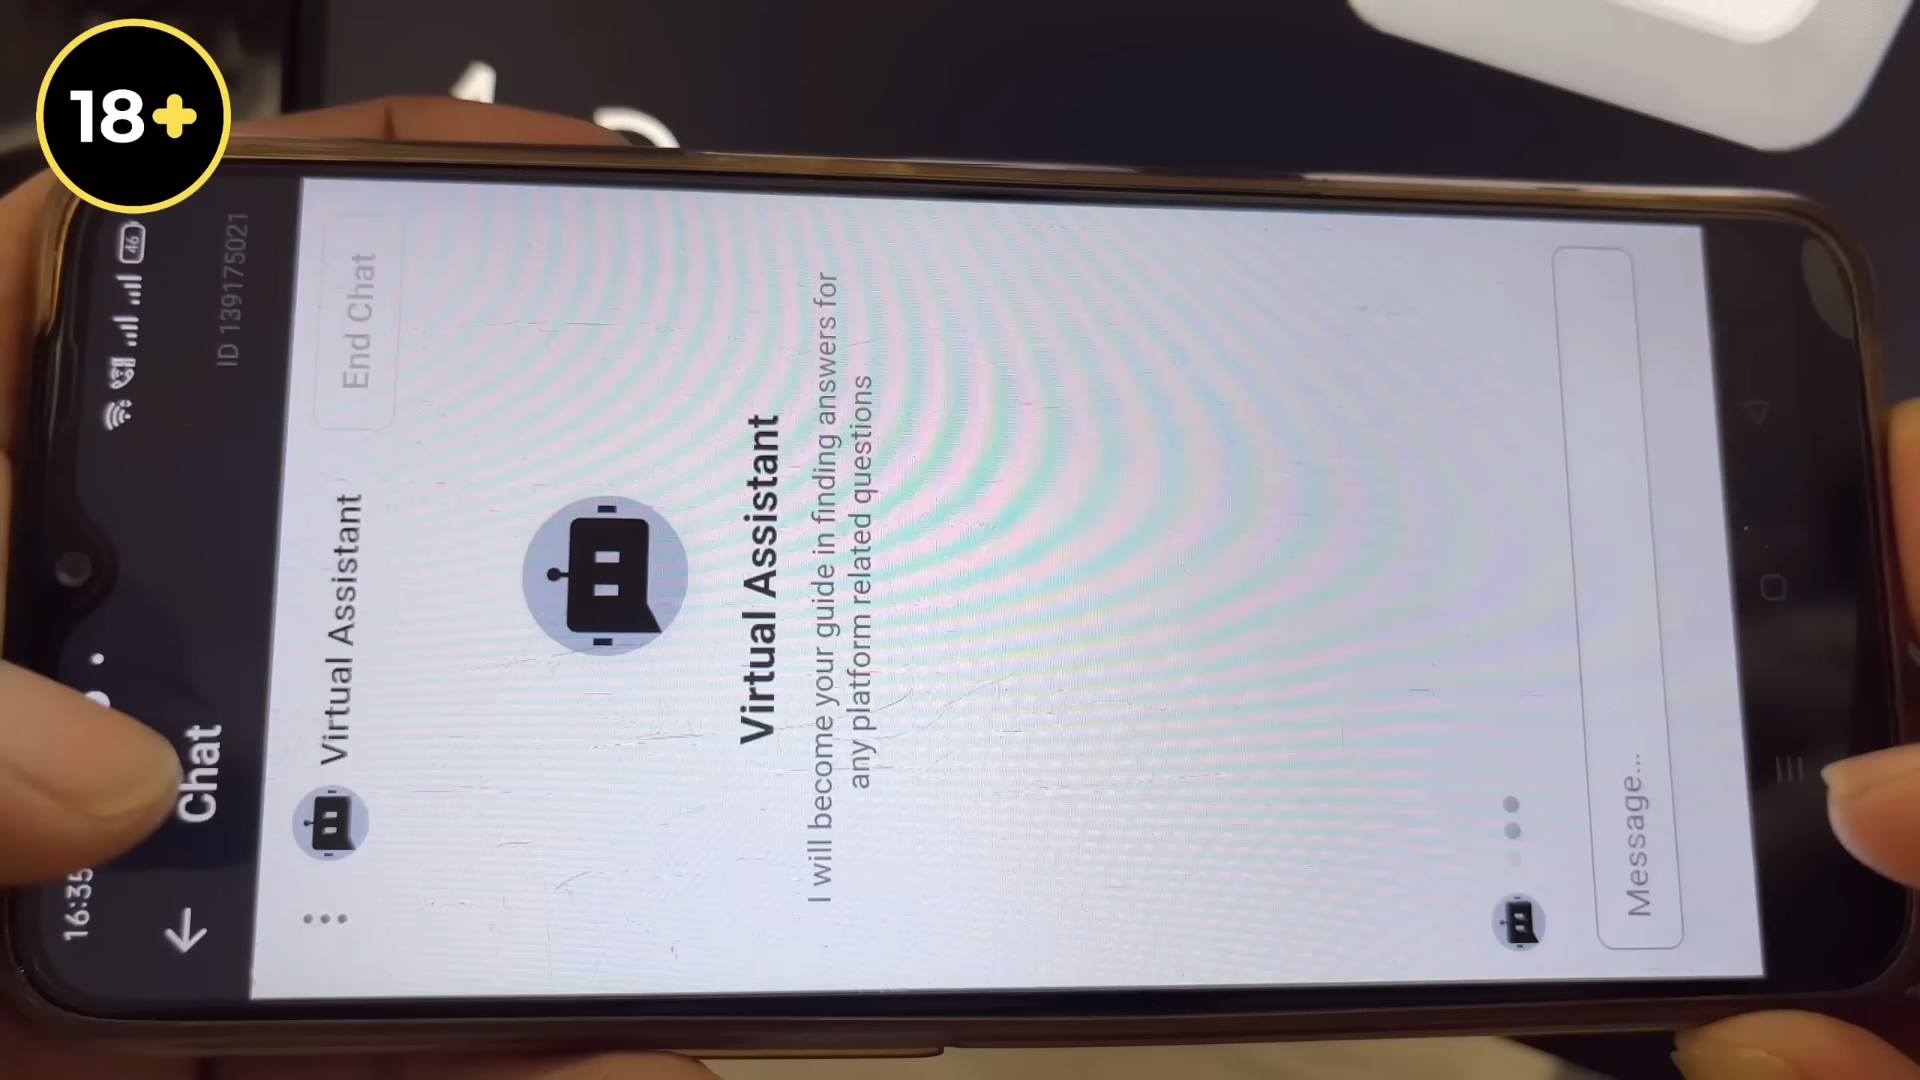 18+
16:35
46
Chat
ID 139175021
Virtual Assistant
End Chat
Virtual Assistant
I will become your guide in finding answers for
any platform related questions
Message...